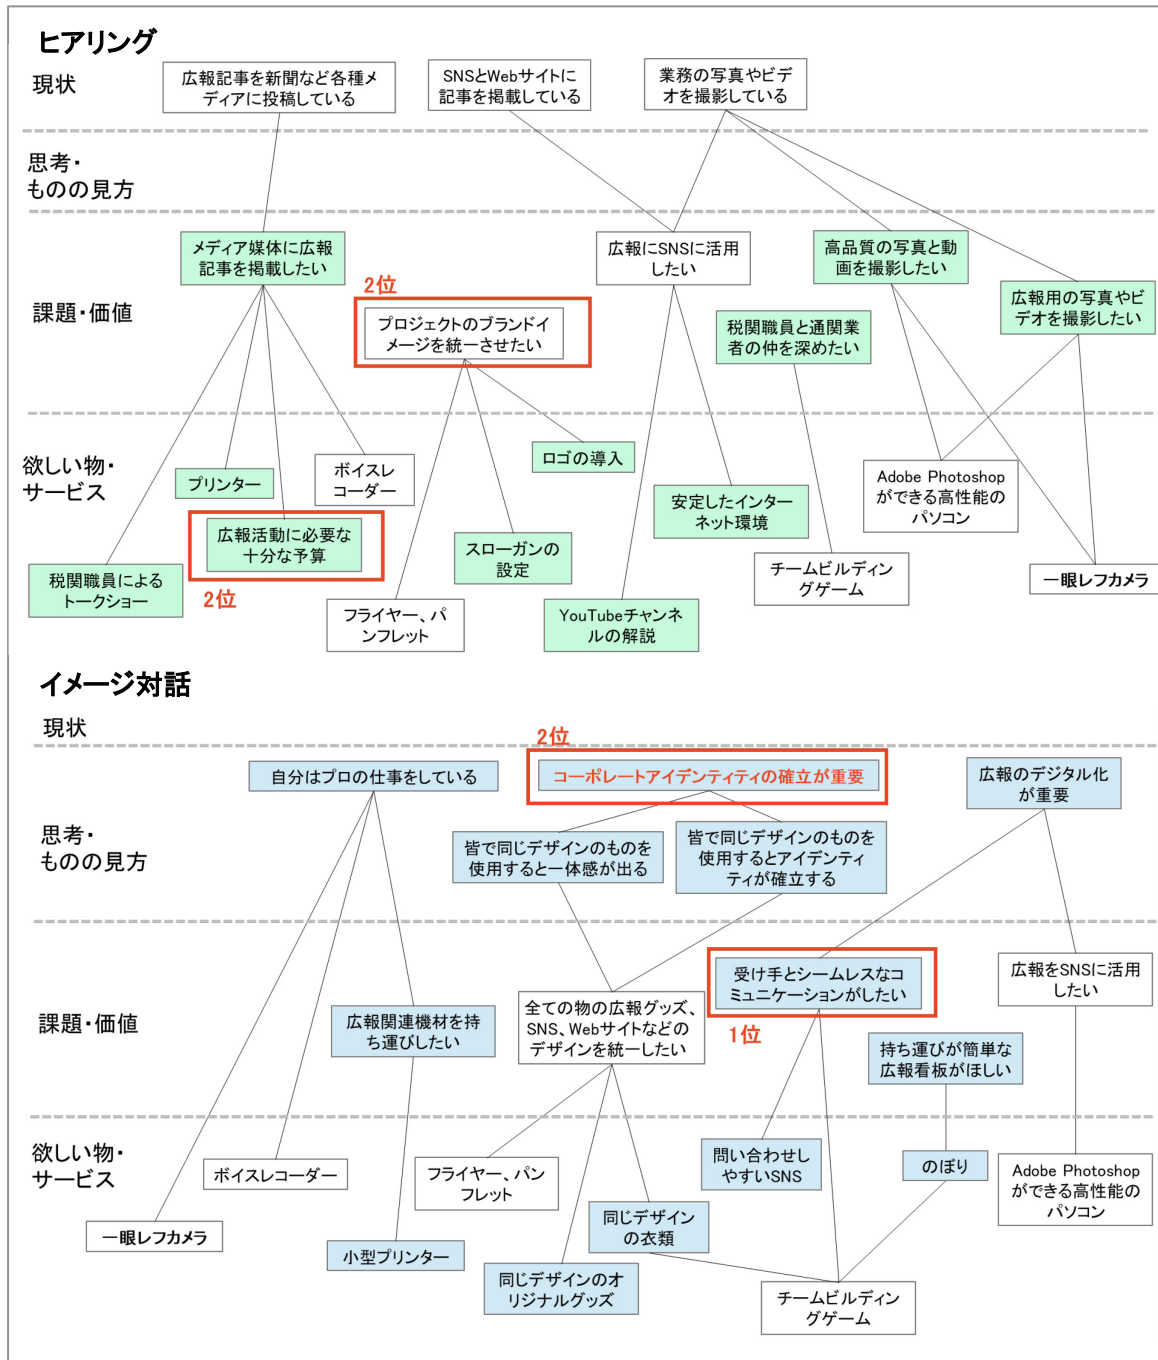 ヒアリング
現状
広報記事を新聞など各種メ
ディアに投稿している
SNSとWebサイトに
記事を掲載している
業務の写真やビデ
オを撮影している
思考・
ものの見方
課題・価値
メディア媒体に広報
記事を掲載したい
2位
プロジェクトのブランドイ
メージを統一させたい
広報にSNSに活用
したい
税関職員と通関業
者の仲を深めたい
高品質の写真と動
画を撮影したい
広報用の写真やビ
デオを撮影したい
欲しい物・
サービス
プリンター
ボイスレ
コーダー
ロゴの導入
広報活動に必要な
十分な予算
2位
税関職員による
トークショー
フライヤー、パ
ンフレット
スローガンの
設定
YouTubeチャンネ
ルの解説
安定したインター
ネット環境
チームビルディン
グゲーム
Adobe Photoshop
ができる高性能の
パソコン
一眼レフカメラ
イメージ対話
現状
2位
思考・
ものの見方
自分はプロの仕事をしている
コーポレートアイデンティティの確立が重要
広報のデジタル化
が重要
皆で同じデザインのものを
使用すると一体感が出る
皆で同じデザインのものを
使用するとアイデンティ
ティが確立する
課題・価値
広報関連機材を持
ち運びしたい
全ての物の広報グッズ、
SNS、Webサイトなどの
デザインを統一したい
受け手とシームレスなコ
ミュニケーションがしたい
1位
持ち運びが簡単な
広報看板がほしい
広報をSNSに活用
したい
欲しい物・
サービス
一眼レフカメラ
ボイスレコーダー
小型プリンター
フライヤー、パン
フレット
同じデザインのオ
リジナルグッズ
同じデザイン
の衣類
問い合わせし
やすいSNS
チームビルディン
グゲーム
のぼり
Adobe Photoshop
ができる高性能の
パソコン